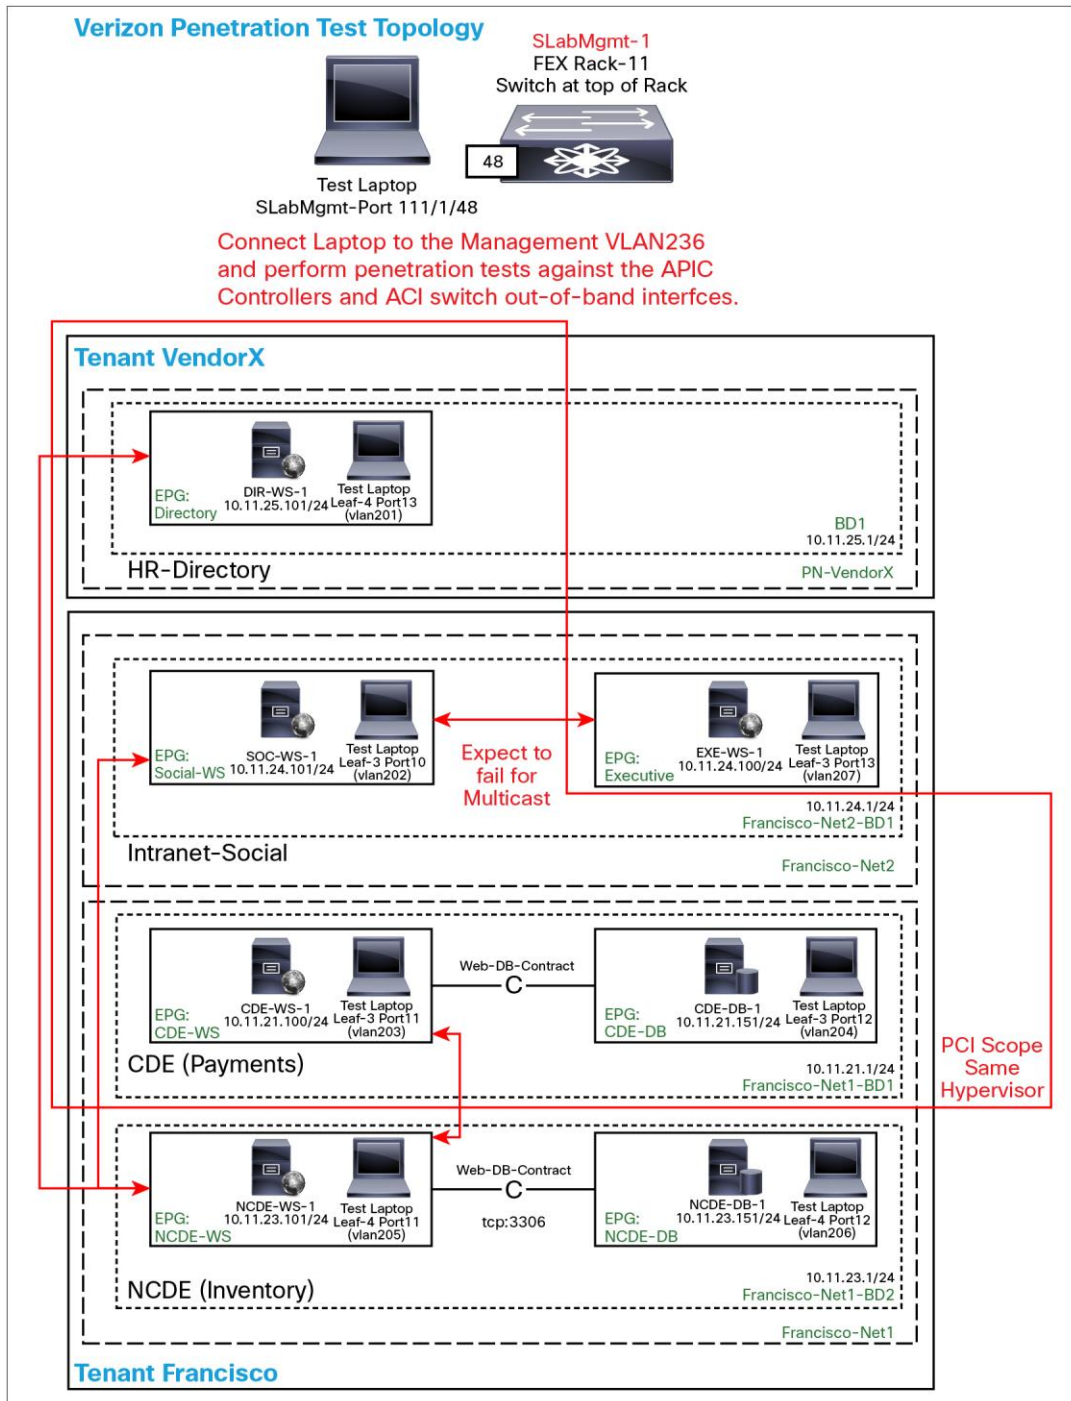 Verizon Penetration Test Topology
SLabMgmt-1
FEX Rack-11
Switch at top of Rack
48
Test Laptop
SLabMgmt-Port 111/1/48
Connect Laptop to the Management VLAN236
and perform penetration tests against the APIC
Controllers and ACI switch out-of-band interfces.
Tenant VendorX
EPG:
Directory
DIR-WS-1
10.11.25.101/24
Test Laptop
Leaf-4 Port13
(vlan201)
BD1
10.11.25.1/24
HR-Directory
PN-VendorX
EPG:
Social-WS
SOC-WS-1
10.11.24.101/24
Test Laptop
Leaf-3 Port10
(vlan202)
Expect to
fail for
Multicast
EPG:
Executive
EXE-WS-1
10.11.24.100/24
Test Laptop
Leaf-3 Port13
(vlan207)
10.11.24.1/24
Francisco-Net2-BD1
Intranet-Social
Francisco-Net2
EPG:
CDE-WS
CDE-WS-1
10.11.21.100/24
Test Laptop
Leaf-3 Port11
(vlan203)
Web-DB-Contract
C
EPG:
CDE-DB
CDE-DB-1
10.11.21.151/24
Test Laptop
Leaf-3 Port12
(vlan204)
CDE (Payments)
10.11.21.1/24
Francisco-Net1-BD1
PCI Scope
Same
Hypervisor
EPG:
NCDE-WS
NCDE-WS-1
10.11.23.101/24
Test Laptop
Leaf-4 Port11
(vlan205)
Web-DB-Contract
C
tcp:3306
EPG:
NCDE-DB
NCDE-DB-1
10.11.23.151/24
Test Laptop
Leaf-4 Port12
(vlan206)
NCDE (Inventory)
10.11.23.1/24
Francisco-Net1-BD2
Francisco-Net1
Tenant Francisco